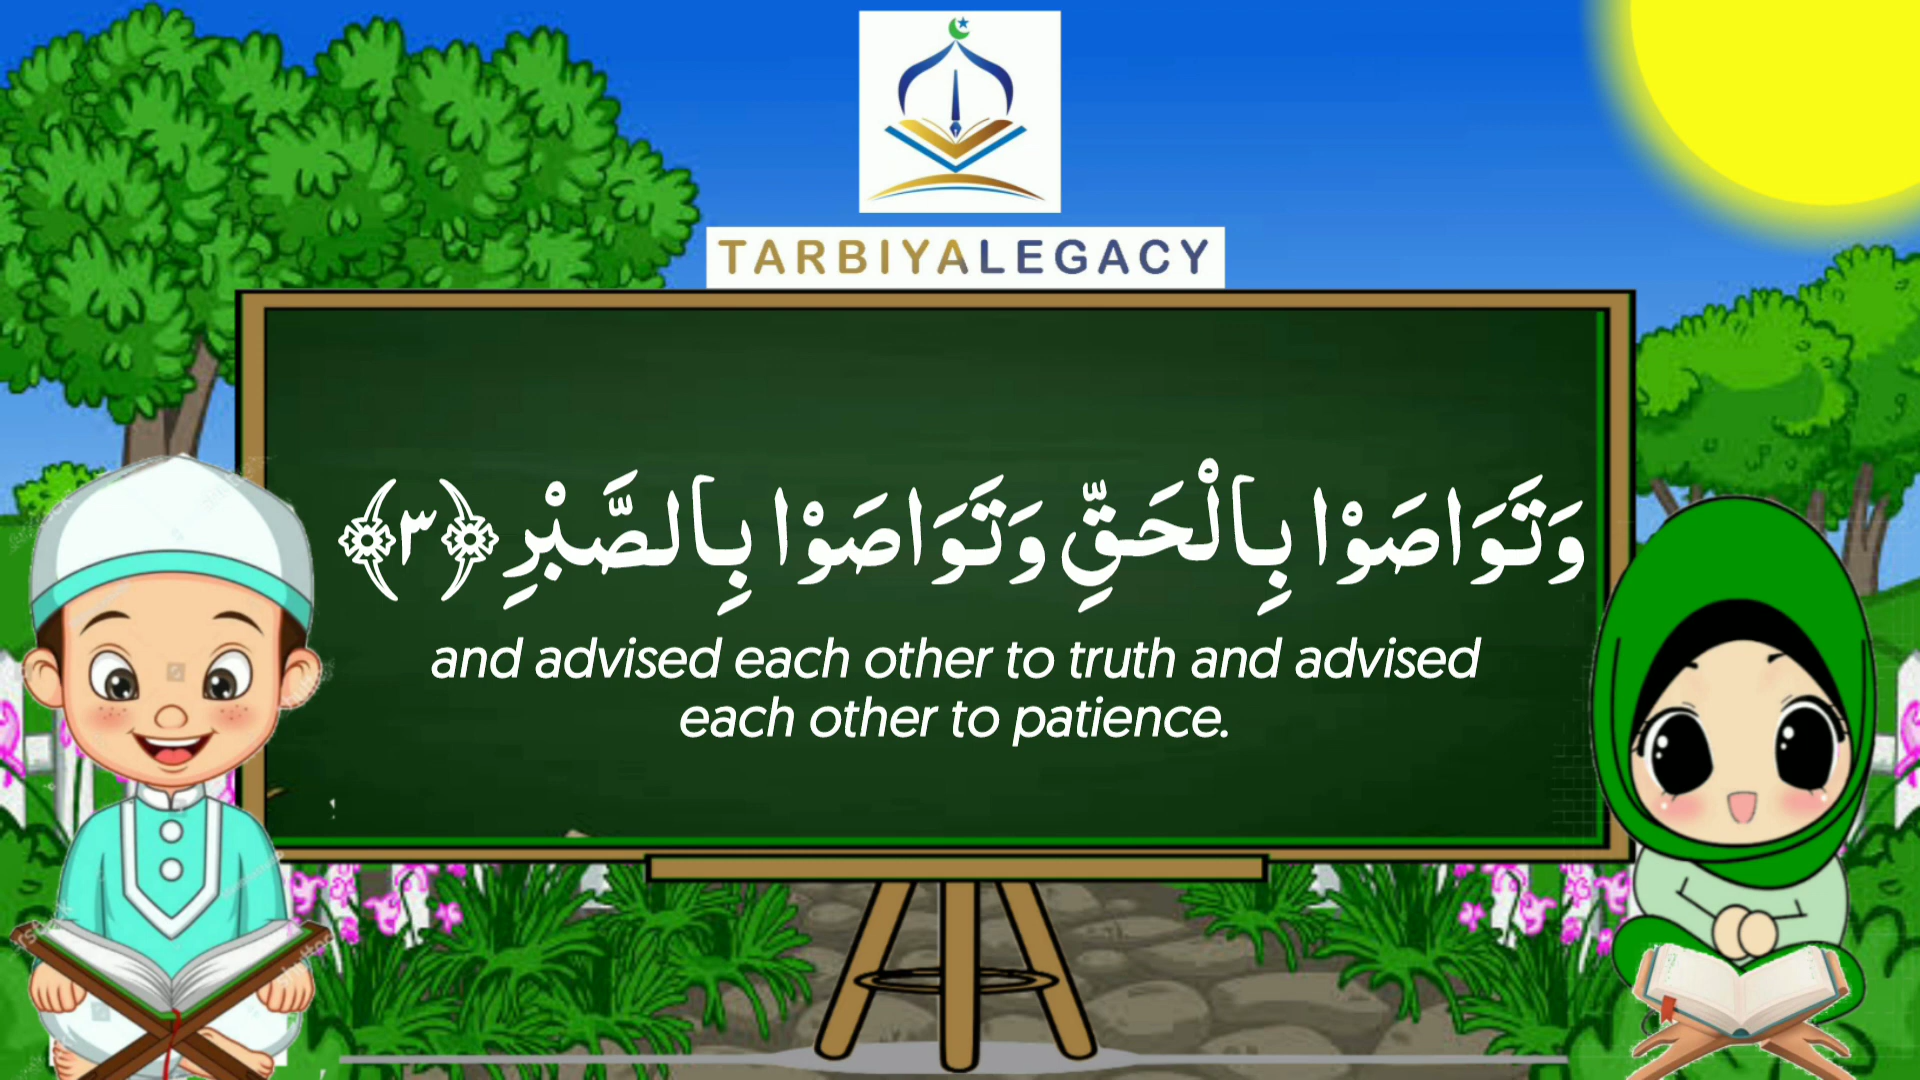 TARBIYALEGACY
وَتَوَاصَوْا بِالْحَقِّ وَتَوَاصَوْا بِالصَّبْرِ ﴿٣﴾
and advised each other to truth and advised
each other to patience.